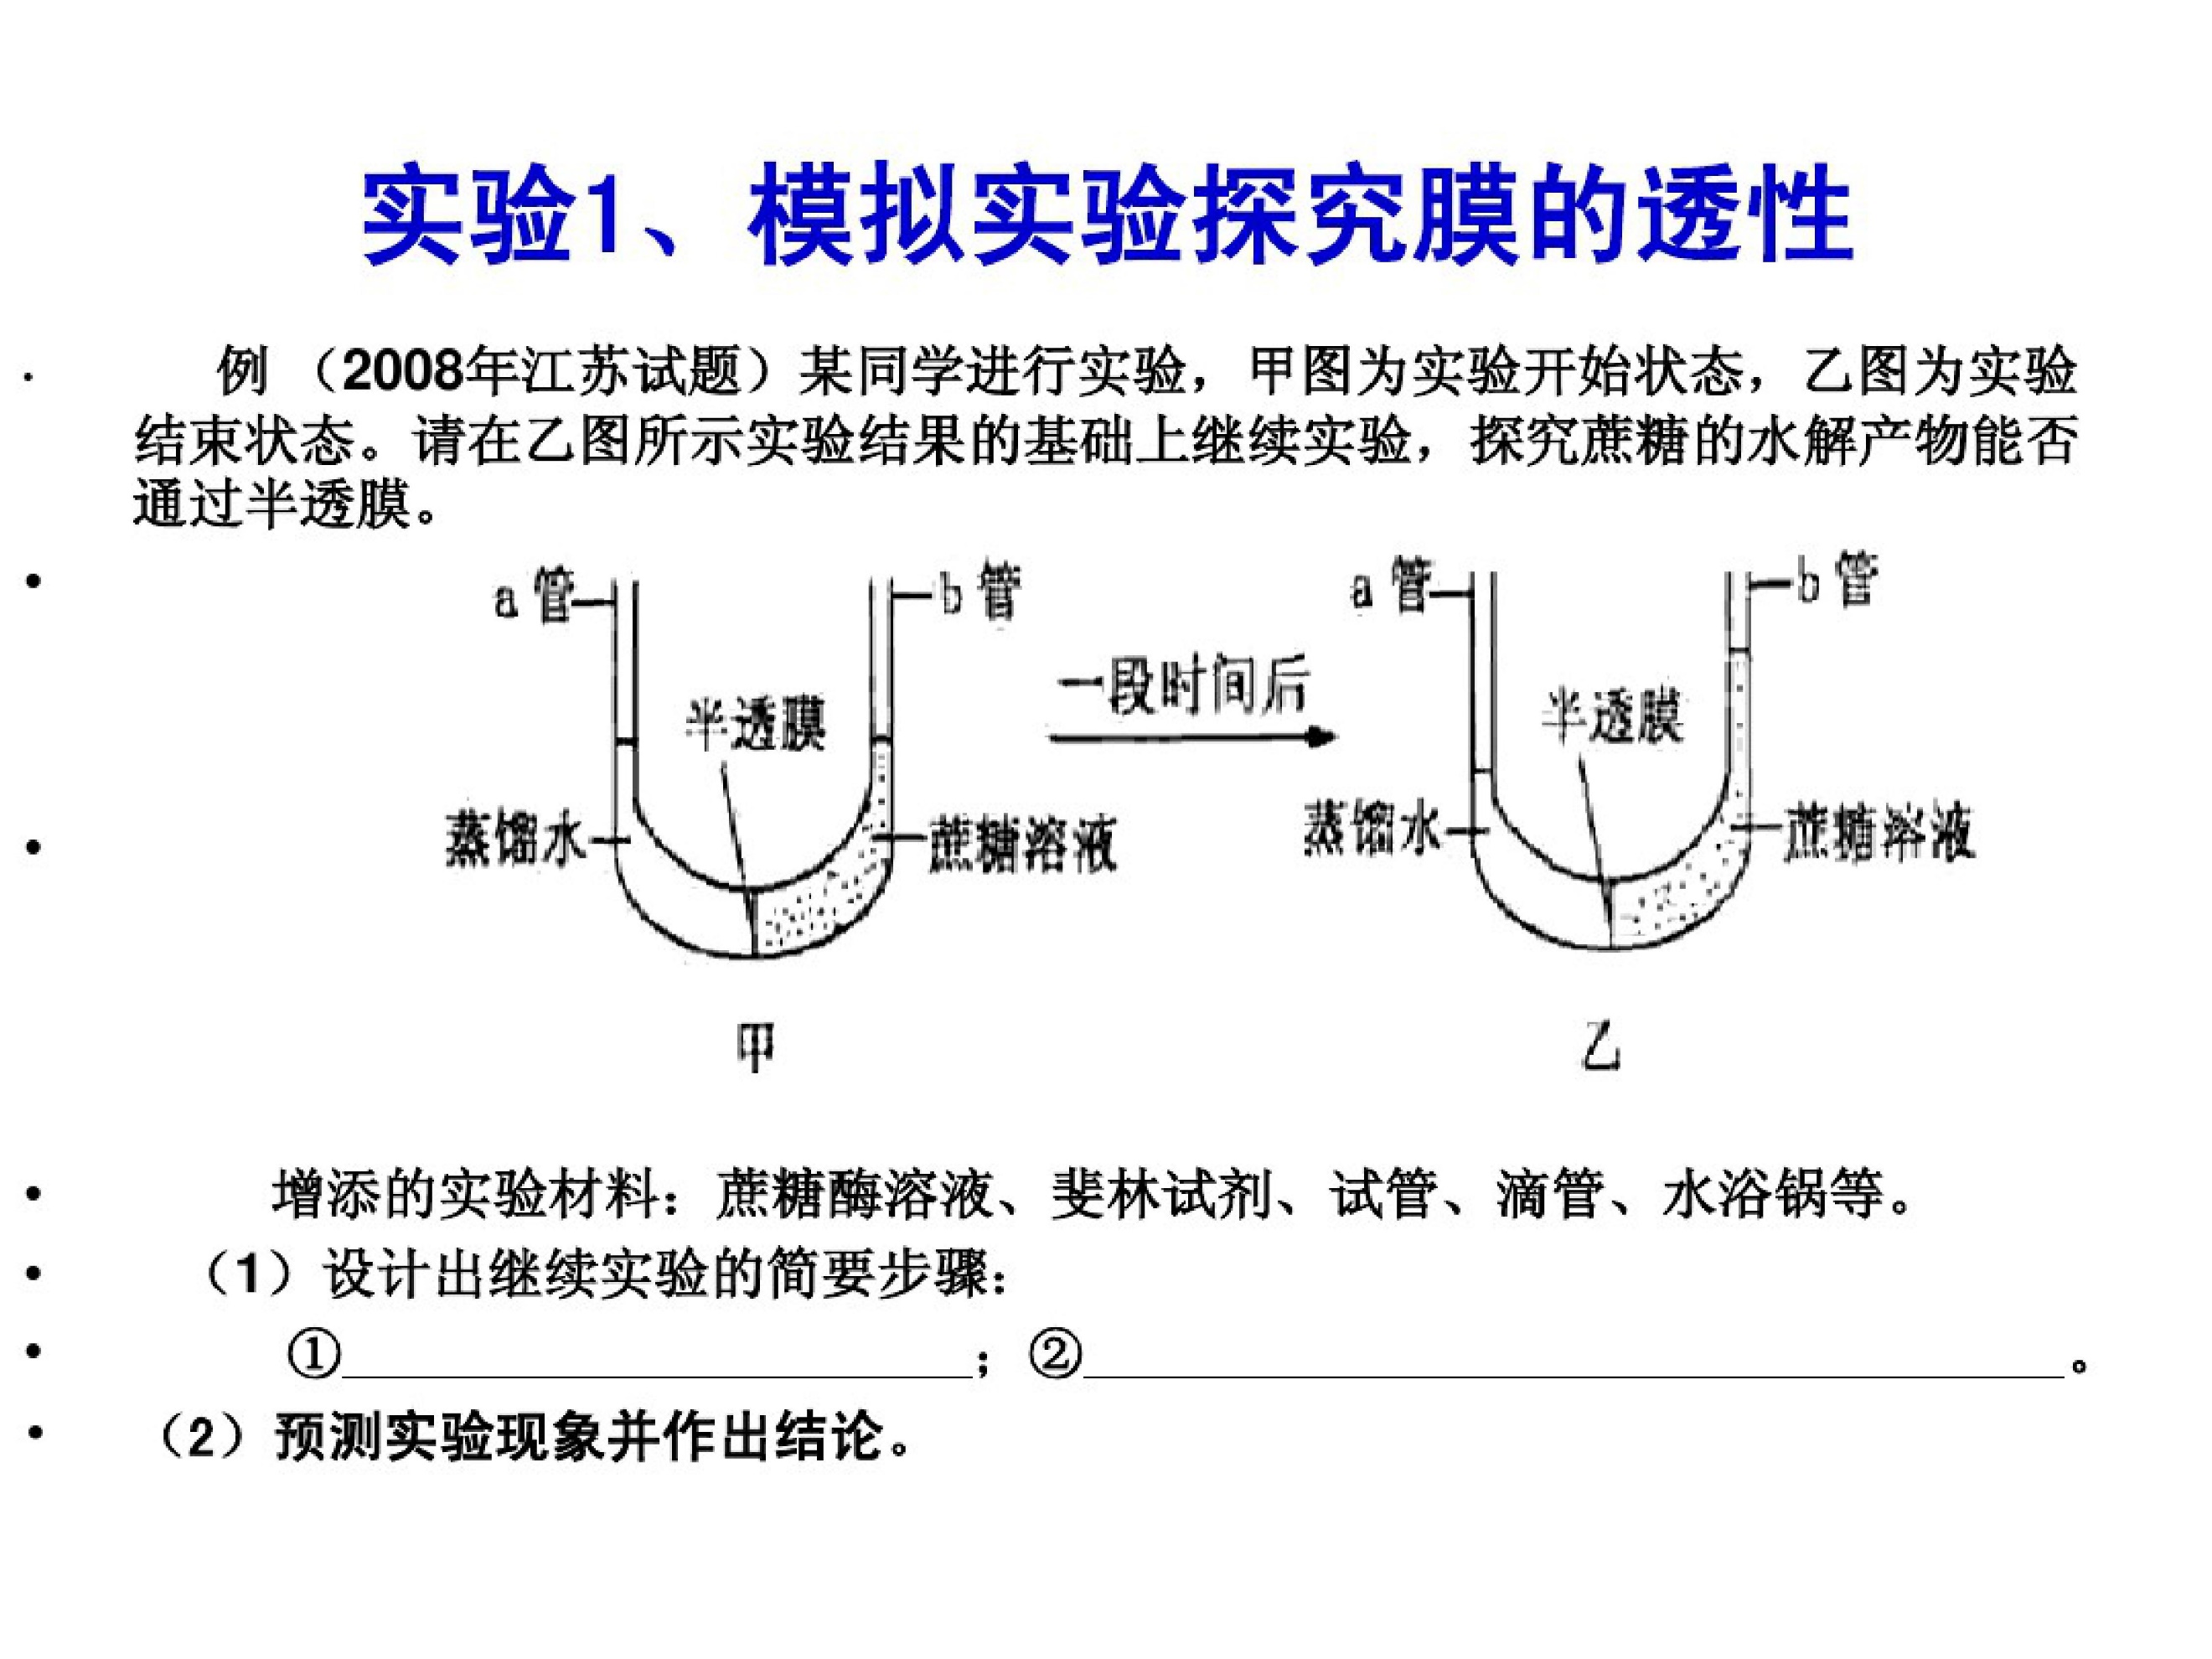 实验1、模拟实验探究膜的透性
• 例 （2008年江苏试题）某同学进行实验，甲图为实验开始状态，乙图为实验
结束状态。请在乙图所示实验结果的基础上继续实验，探究蔗糖的水解产物能否
通过半透膜。
a 管 b 管 a 管 b 管
一段时间后
半透膜 半透膜
蒸馏水 蔗糖溶液 蒸馏水 蔗糖溶液
甲 乙
• 增添的实验材料：蔗糖酶溶液、斐林试剂、试管、滴管、水浴锅等。
• （1）设计出继续实验的简要步骤：
• ①＿＿＿＿＿＿＿＿；②＿＿＿＿＿＿＿＿＿＿＿＿。
• （2）预测实验现象并作出结论。